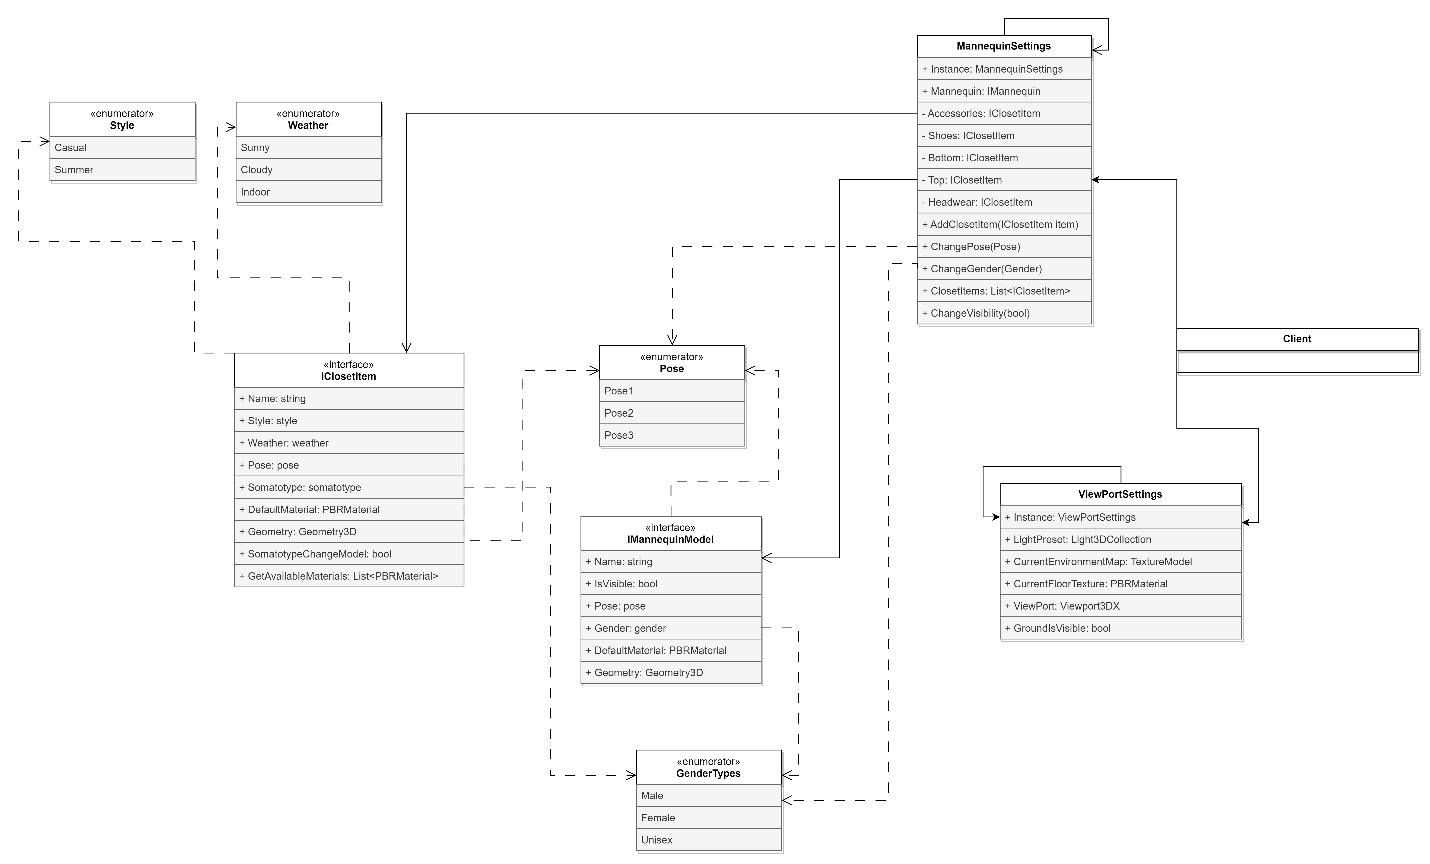 MannequinSettings
+ Instance: MannequinSettings
+ Mannequin: IMannequin
- Accessories: IClosetItem
- Shoes: IClosetItem
- Bottom: IClosetItem
- Top: IClosetItem
- Headwear: IClosetItem
+ AddClosetItem(IClosetItem Item)
+ ChangePose(Pose)
+ ChangeGender(Gender)
+ ClosetItems: List<IClosetItem>
+ ChangeVisibility(bool)
«enumerator»
Style
Casual
Summer
«enumerator»
Weather
Sunny
Cloudy
Indoor
Client
«interface»
IClosetItem
+ Name: string
+ Style: style
+ Weather: weather
+ Pose: pose
+ Somatotype: somatotype
+ DefaultMaterial: PBRMaterial
+ Geometry: Geometry3D
+ SomatotypeChangeModel: bool
+ GetAvailableMaterials: List<PBRMaterial>
«enumerator»
Pose
Pose1
Pose2
Pose3
ViewPortSettings
+ Instance: ViewPortSettings
+ LightPreset: Light3DCollection
+ CurrentEnvironmentMap: TextureModel
+ CurrentFloorTexture: PBRMaterial
+ ViewPort: Viewport3DX
+ GroundIsVisible: bool
«interface»
IMannequinModel
+ Name: string
+ IsVisible: bool
+ Pose: pose
+ Gender: gender
+ DefaultMaterial: PBRMaterial
+ Geometry: Geometry3D
«enumerator»
GenderTypes
Male
Female
Unisex